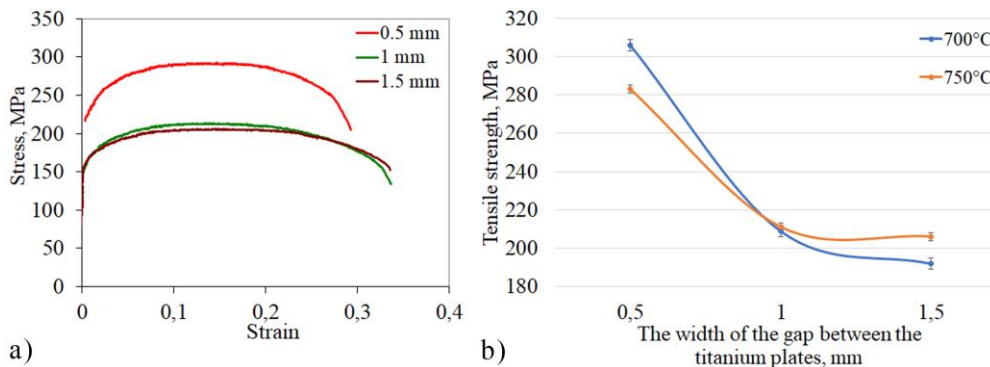 350
300
250
200
150
100
50
0
0
0,1
0,2
0,3
0,4
Stress, MPa
Strain
0.5 mm
1 mm
1.5 mm
a)
320
300
280
260
240
220
200
180
0,5
1
1,5
Tensile strength, MPa
The width of the gap between the
titanium plates, mm
700°C
750°C
b)